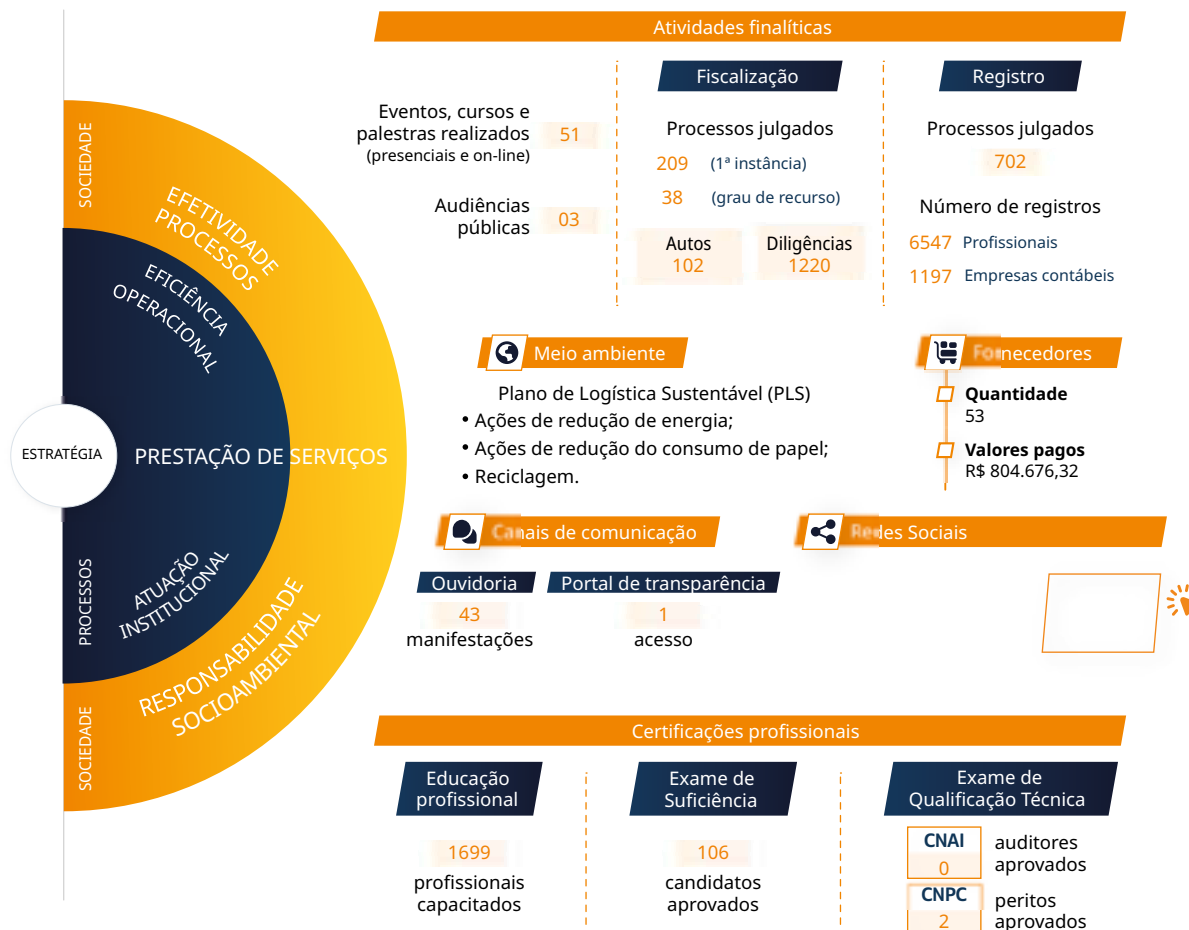 Atividades finalíticas
Eventos, cursos e
palestras realizados
(presenciais e on-line)
51
Audiências
públicas
03
Fiscalização
Processos julgados
209 (1ª instância)
38 (grau de recurso)
Autos
102
Diligências
1220
Registro
Processos julgados
702
Número de registros
6547 Profissionais
1197 Empresas contábeis
SOCIEDADE
EFETIVIDADE
PROCESSOS
EFICIÊNCIA
OPERACIONAL
ESTRATÉGIA
PRESTAÇÃO DE SERVIÇOS
PROCESSOS
ATUAÇÃO
INSTITUCIONAL
RESPONSABILIDADE
SOCIOAMBIENTAL
SOCIEDADE
Meio ambiente
Plano de Logística Sustentável (PLS)
• Ações de redução de energia;
• Ações de redução do consumo de papel;
• Reciclagem.
Fornecedores
Quantidade
53
Valores pagos
R$ 804.676,32
Canais de comunicação
Ouvidoria
43
manifestações
Portal de transparência
1
acesso
Redes Sociais
Certificações profissionais
Educação
profissional
1699
profissionais
capacitados
Exame de
Suficiência
106
candidatos
aprovados
Exame de
Qualificação Técnica
CNAI
0
auditores
aprovados
CNPC
2
peritos
aprovados